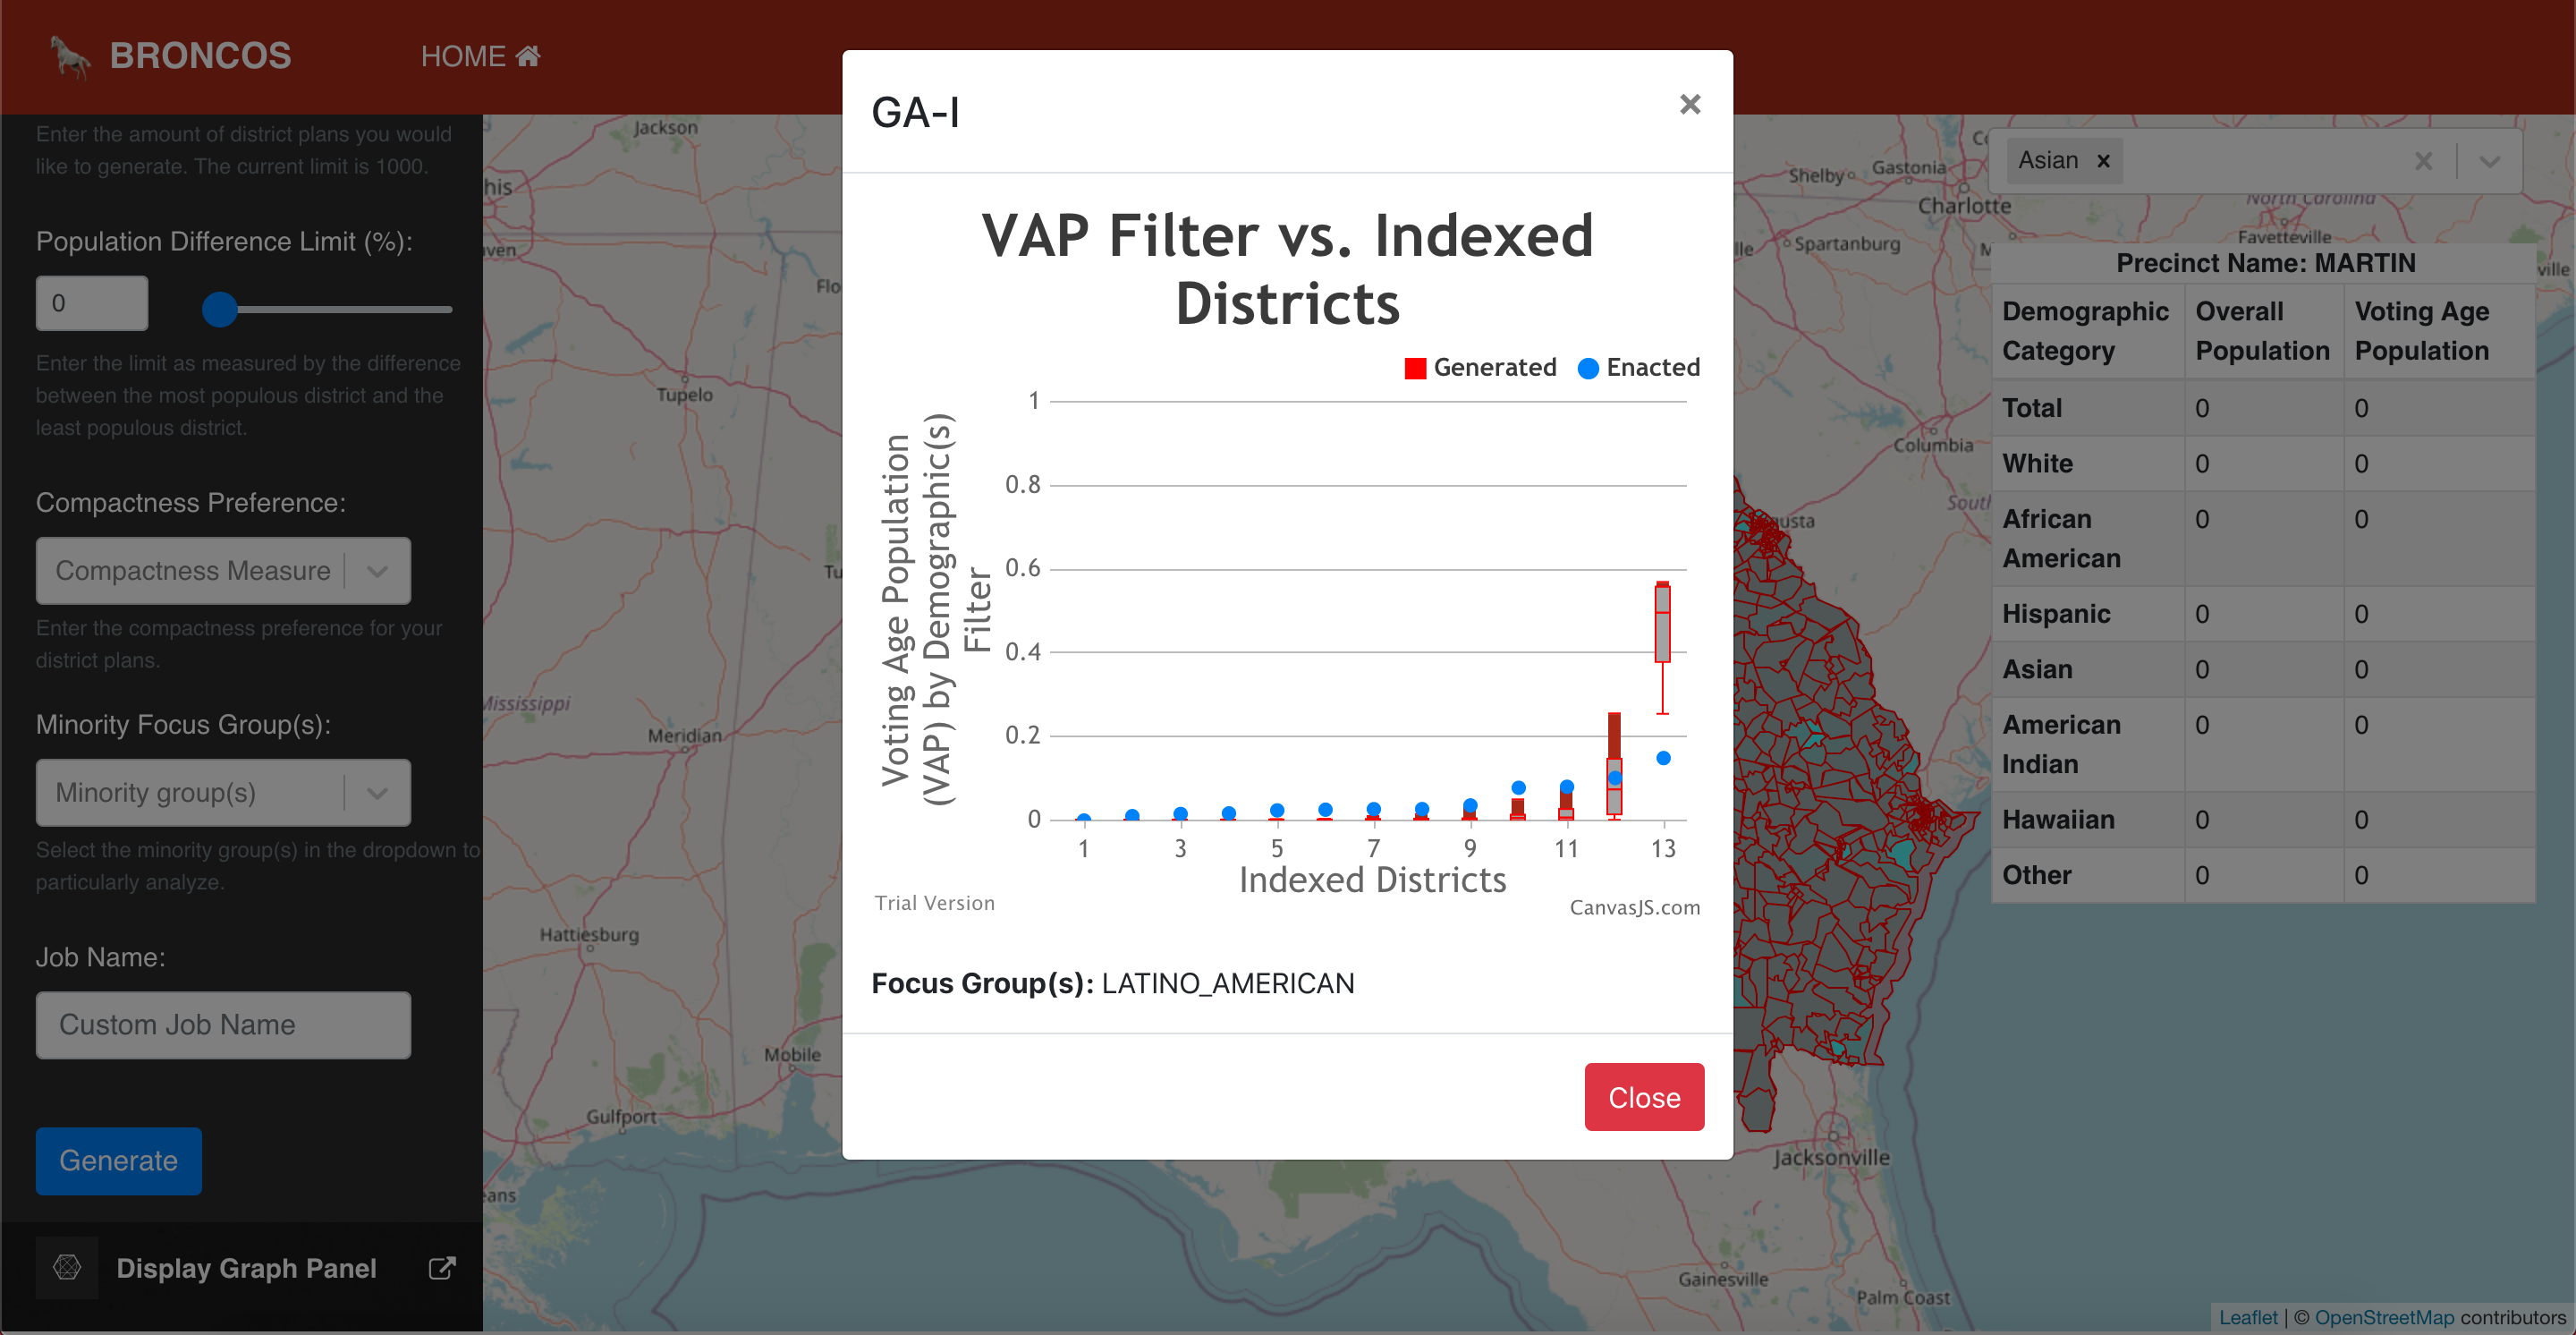 BRONCOS
HOME
Enter the amount of district plans you would
like to generate. The current limit is 1000.
Population Difference Limit (%):
0
Enter the limit as measured by the difference
between the most populous district and the
least populous district.
Compactness Preference:
Compactness Measure
Enter the compactness preference for your
district plans.
Minority Focus Group(s):
Minority group(s)
Select the minority group(s) in the dropdown to
particularly analyze.
Job Name:
Custom Job Name
Generate
Display Graph Panel
Jackson
his
ven
Flo
Tupelo
Tu
Mississippi
Meridian
Hattiesburg
Mobile
Gulfport
eans
GA-I
×
VAP Filter vs. Indexed
Districts
Generated
Enacted
Voting Age Population
(VAP) by Demographic(s)
Filter
1
0.8
0.6
0.4
0.2
0
1 3 5 7 9 11 13
Indexed Districts
Trial Version
CanvasJS.com
Focus Group(s): LATINO_AMERICAN
Close
Shelby
Gastonia
Charlotte
North Carolina
Fayetteville
lle
Spartanburg
ville
Columbia
South
gusta
Jacksonville
Gainesville
Palm Coast
Asian ×
Precinct Name: MARTIN
Demographic Category Overall Population Voting Age Population
Total 0 0
White 0 0
African American 0 0
Hispanic 0 0
Asian 0 0
American Indian 0 0
Hawaiian 0 0
Other 0 0
Leaflet | © OpenStreetMap contributors